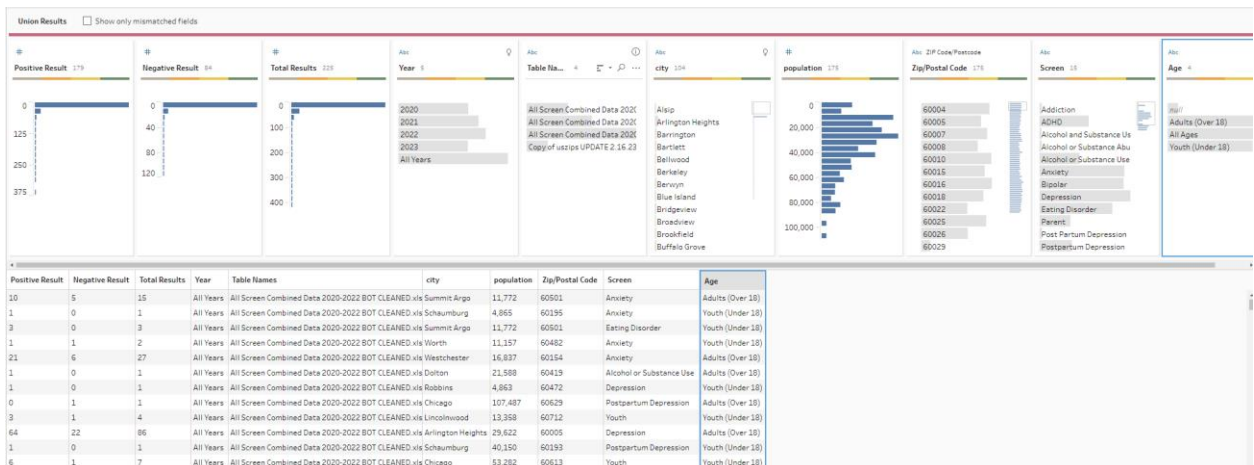 Union Results Show only mismatched fields
# # # Abc Abc Abc # Abc ZIP Code/Postcode Abc Abc
Positive Result 179 Negative Result 84 Total Results 228 Year 5 Table Na... 4 city 104 population 175 Zip/Postal Code 176 Screen 18 Age 4
0 0 0 2020 All Screen Combined Data 202( Alsip 0 60004 Addiction null
2021 All Screen Combined Data 202( Arlington Heights 60005 ADHD Adults (Over 18)
125 40 100 2022 All Screen Combined Data 202( Barrington 20,000 60007 Alcohol and Substance Us All Ages
2023 Copy of uszips UPDATE 2.16.23 Bartlett 60008 Alcohol or Substance Abu Youth (Under 18)
80 200 All Years Bellwood 40,000 60010 Alcohol or Substance Use
250 Berkeley 60015 Anxiety
120 300 Berwyn 60,000 60016 Bipolar
375 Blue Island 60018 Depression
400 Bridgeview 80,000 60022 Eating Disorder
Broadview 60025 Parent
Brookfield 100,000 60026 Post Partum Depression
Buffalo Grove 60029 Postpartum Depression
Positive Result Negative Result Total Results Year Table Names city population Zip/Postal Code Screen Age
10 5 15 All Years All Screen Combined Data 2020-2022 BOT CLEANED.xls Summit Argo 11,772 60501 Anxiety Adults (Over 18)
1 0 1 All Years All Screen Combined Data 2020-2022 BOT CLEANED.xls Schaumburg 4,865 60195 Anxiety Youth (Under 18)
3 0 3 All Years All Screen Combined Data 2020-2022 BOT CLEANED.xls Summit Argo 11,772 60501 Eating Disorder Youth (Under 18)
1 1 2 All Years All Screen Combined Data 2020-2022 BOT CLEANED.xls Worth 11,157 60482 Anxiety Youth (Under 18)
21 6 27 All Years All Screen Combined Data 2020-2022 BOT CLEANED.xls Westchester 16,837 60154 Anxiety Adults (Over 18)
1 0 1 All Years All Screen Combined Data 2020-2022 BOT CLEANED.xls Dolton 21,588 60419 Alcohol or Substance Use Adults (Over 18)
1 0 1 All Years All Screen Combined Data 2020-2022 BOT CLEANED.xls Robbins 4,863 60472 Depression Youth (Under 18)
0 1 1 All Years All Screen Combined Data 2020-2022 BOT CLEANED.xls Chicago 107,487 60629 Postpartum Depression Adults (Over 18)
3 1 4 All Years All Screen Combined Data 2020-2022 BOT CLEANED.xls Lincolnwood 13,358 60712 Youth Youth (Under 18)
64 22 86 All Years All Screen Combined Data 2020-2022 BOT CLEANED.xls Arlington Heights 29,622 60005 Depression Adults (Over 18)
1 0 1 All Years All Screen Combined Data 2020-2022 BOT CLEANED.xls Schaumburg 40,150 60193 Postpartum Depression Youth (Under 18)
6 1 7 All Years All Screen Combined Data 2020-2022 BOT CLEANED.xls Chicago 53,282 60613 Youth Youth (Under 18)